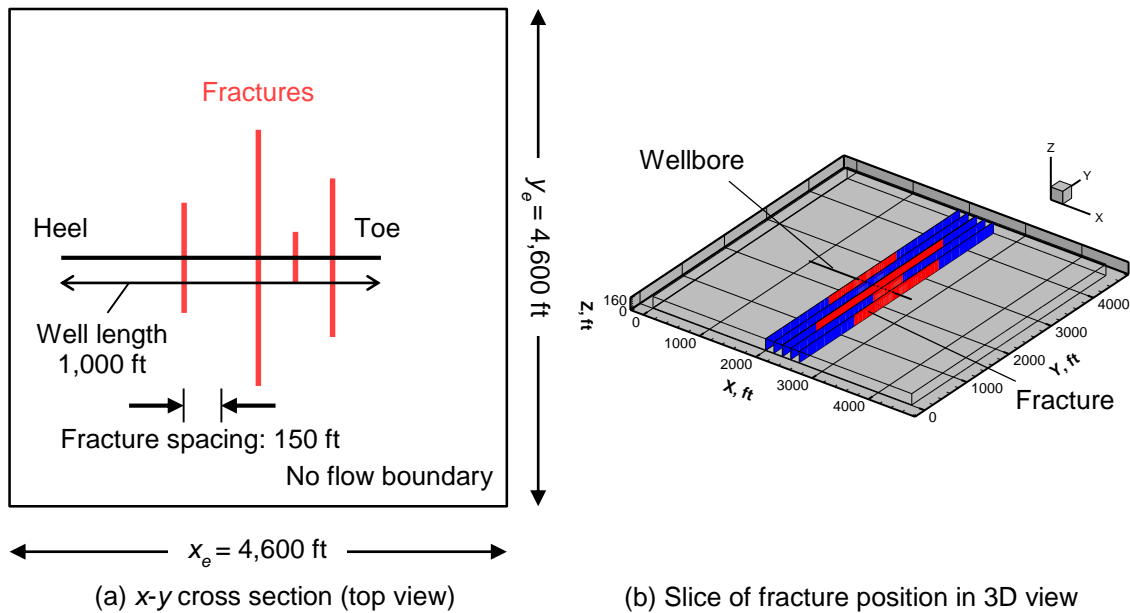 Fractures
Heel
Toe
Well length
1,000 ft
Fracture spacing: 150 ft
No flow boundary
yₑ = 4,600 ft
xₑ = 4,600 ft
(a) x-y cross section (top view)
Wellbore
Z
Y
X
Z, ft
160
0
0
1000
2000
3000
4000
X, ft
0
1000
2000
3000
4000
Y, ft
Fracture
(b) Slice of fracture position in 3D view